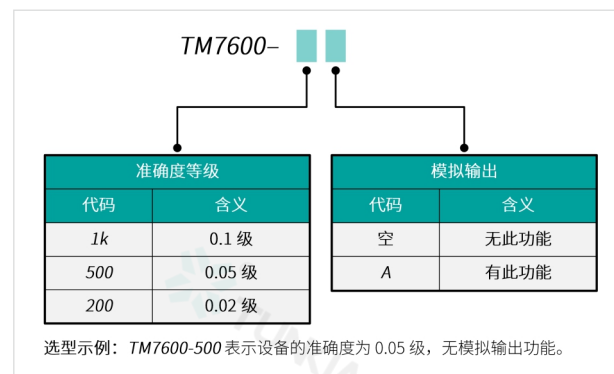 TM7600–
准确度等级
代码 含义
1k 0.1 级
500 0.05 级
200 0.02 级
模拟输出
代码 含义
空 无此功能
A 有此功能
选型示例：TM7600-500 表示设备的准确度为 0.05 级，无模拟输出功能。